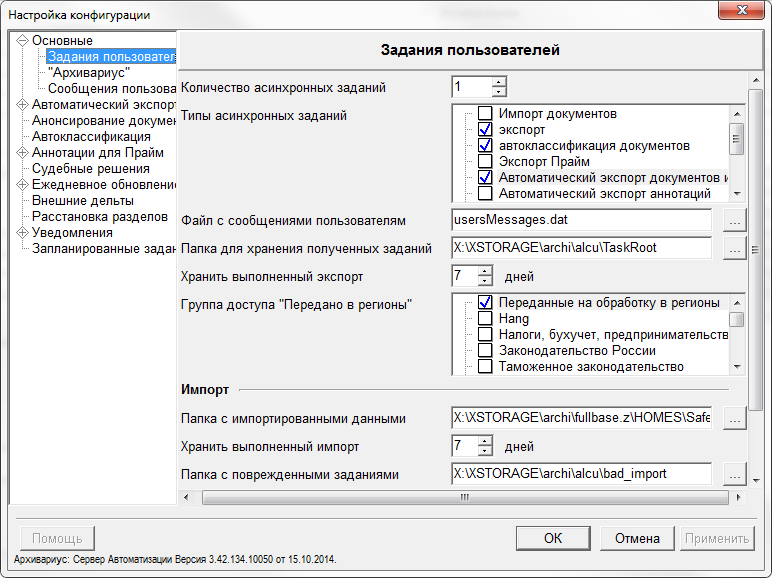 Настройка конфигурации
Основные
Задания пользовател
"Архивариус"
Сообщения пользова
Автоматический экспорт
Анонсирование докумен
Автоклассификация
Аннотации для Прайм
Судебные решения
Ежедневное обновление
Внешние дельты
Расстановка разделов
Уведомления
Запланированные задан
Задания пользователей
Количество асинхронных заданий 1
Типы асинхронных заданий
Импорт документов
экспорт
автоклассификация документов
Экспорт Прайм
Автоматический экспорт документов и
Автоматический экспорт аннотаций
Файл с сообщениями пользователям usersMessages.dat ...
Папка для хранения полученных заданий X:\XSTORAGE\archi\alcu\TaskRoot ...
Хранить выполненный экспорт 7 дней
Группа доступа "Передано в регионы"
Переданные на обработку в регионы
Hang
Налоги, бухучет, предпринимательств
Законодательство России
Таможенное законодательство
Импорт
Папка с импортированными данными X:\XSTORAGE\archi\fullbase.z\HOMES\Safe ...
Хранить выполненный импорт 7 дней
Папка с поврежденными заданиями X:\XSTORAGE\archi\alcu\bad_import ...
Помощь OK Отмена Применить
Архивариус: Сервер Автоматизации Версия 3.42.134.10050 от 15.10.2014.